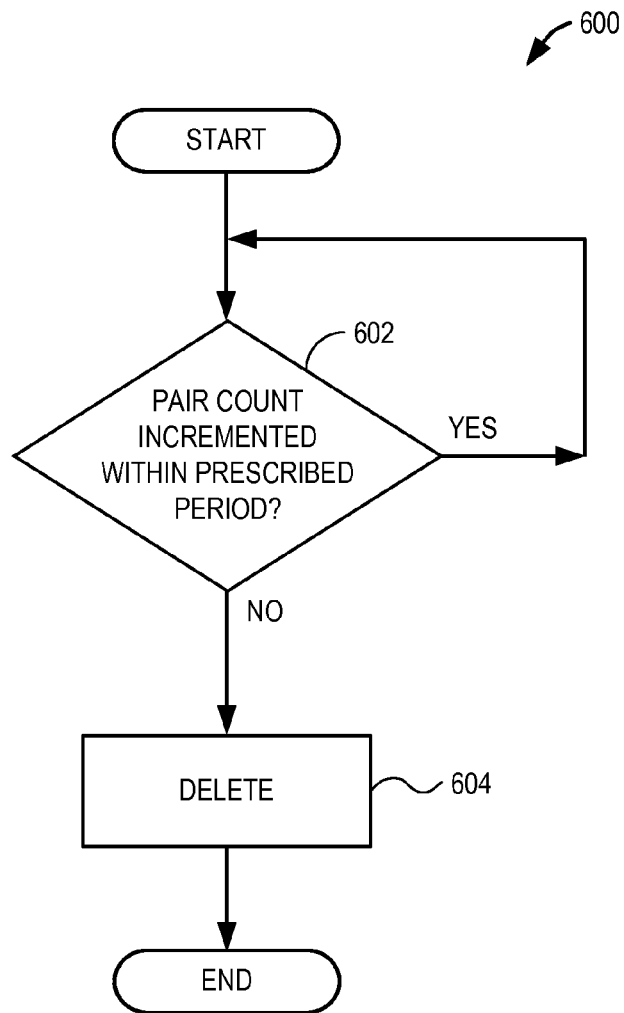 600
START
602
PAIR COUNT
INCREMENTED
WITHIN PRESCRIBED
PERIOD?
YES
NO
DELETE
604
END